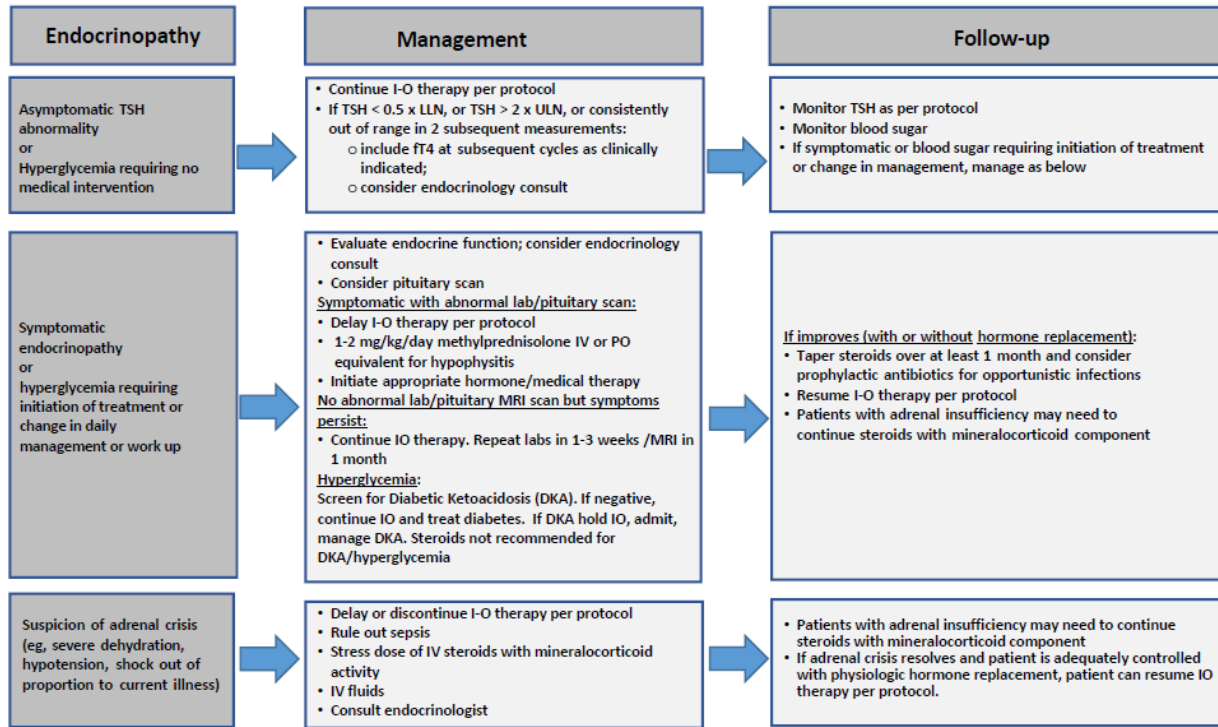 Endocrinopathy
Management
Follow-up
Asymptomatic TSH
abnormality
or
Hyperglycemia requiring no
medical intervention
• Continue I-O therapy per protocol
• If TSH < 0.5 x LLN, or TSH > 2 x ULN, or consistently
out of range in 2 subsequent measurements:
o include fT4 at subsequent cycles as clinically
indicated;
o consider endocrinology consult
• Monitor TSH as per protocol
• Monitor blood sugar
• If symptomatic or blood sugar requiring initiation of treatment
or change in management, manage as below
Symptomatic
endocrinopathy
or
hyperglycemia requiring
initiation of treatment or
change in daily
management or work up
• Evaluate endocrine function; consider endocrinology
consult
• Consider pituitary scan
Symptomatic with abnormal lab/pituitary scan:
• Delay I-O therapy per protocol
• 1-2 mg/kg/day methylprednisolone IV or PO
equivalent for hypophysitis
• Initiate appropriate hormone/medical therapy
No abnormal lab/pituitary MRI scan but symptoms
persist:
• Continue IO therapy. Repeat labs in 1-3 weeks /MRI in
1 month
Hyperglycemia:
Screen for Diabetic Ketoacidosis (DKA). If negative,
continue IO and treat diabetes. If DKA hold IO, admit,
manage DKA. Steroids not recommended for
DKA/hyperglycemia
If improves (with or without hormone replacement):
• Taper steroids over at least 1 month and consider
prophylactic antibiotics for opportunistic infections
• Resume I-O therapy per protocol
• Patients with adrenal insufficiency may need to
continue steroids with mineralocorticoid component
Suspicion of adrenal crisis
(eg, severe dehydration,
hypotension, shock out of
proportion to current illness)
• Delay or discontinue I-O therapy per protocol
• Rule out sepsis
• Stress dose of IV steroids with mineralocorticoid
activity
• IV fluids
• Consult endocrinologist
• Patients with adrenal insufficiency may need to continue
steroids with mineralocorticoid component
• If adrenal crisis resolves and patient is adequately controlled
with physiologic hormone replacement, patient can resume IO
therapy per protocol.